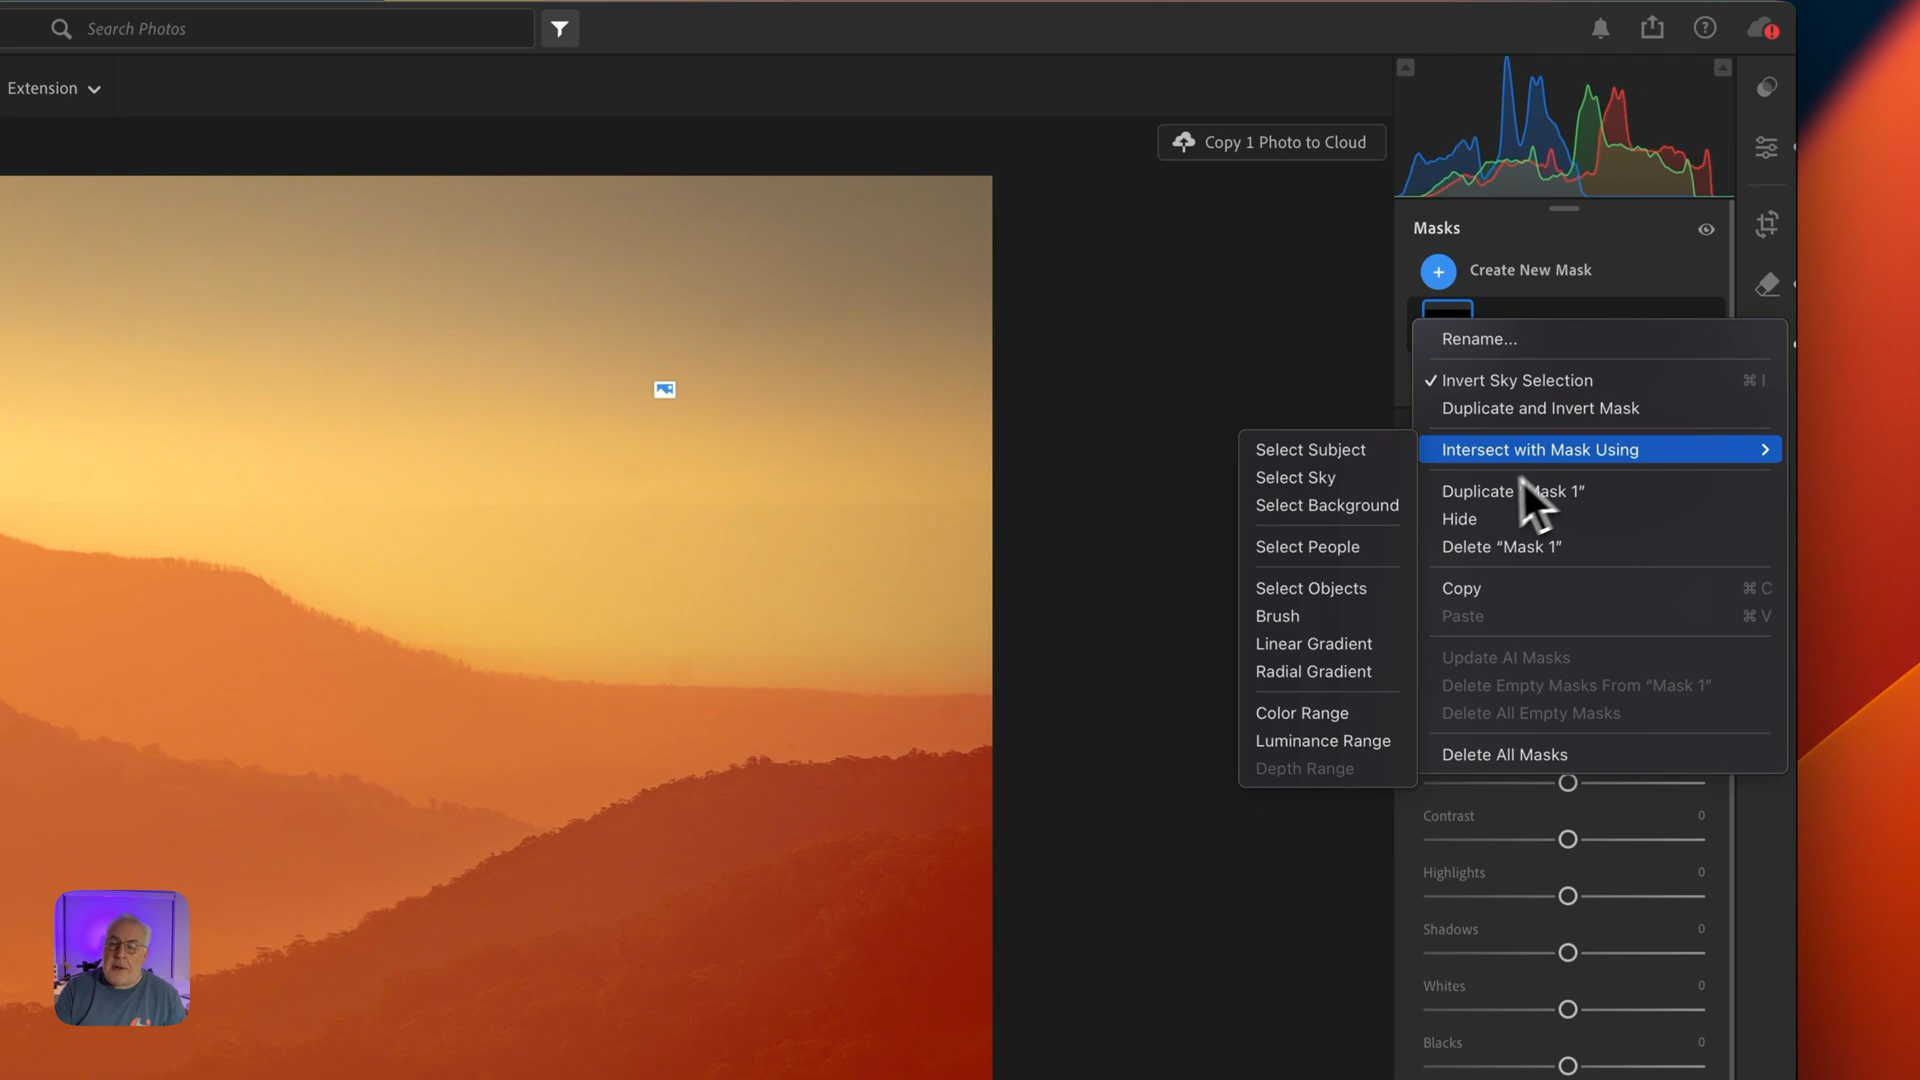 Search Photos
Extension
Copy 1 Photo to Cloud
Masks
Create New Mask
Rename...
Invert Sky Selection ⌘ I
Duplicate and Invert Mask
Intersect with Mask Using
Duplicate "Mask 1"
Hide
Delete “Mask 1”
Copy ⌘ C
Paste ⌘ V
Update AI Masks
Delete Empty Masks From “Mask 1”
Delete All Empty Masks
Delete All Masks
Select Subject
Select Sky
Select Background
Select People
Select Objects
Brush
Linear Gradient
Radial Gradient
Color Range
Luminance Range
Depth Range
Contrast 0
Highlights 0
Shadows 0
Whites 0
Blacks 0